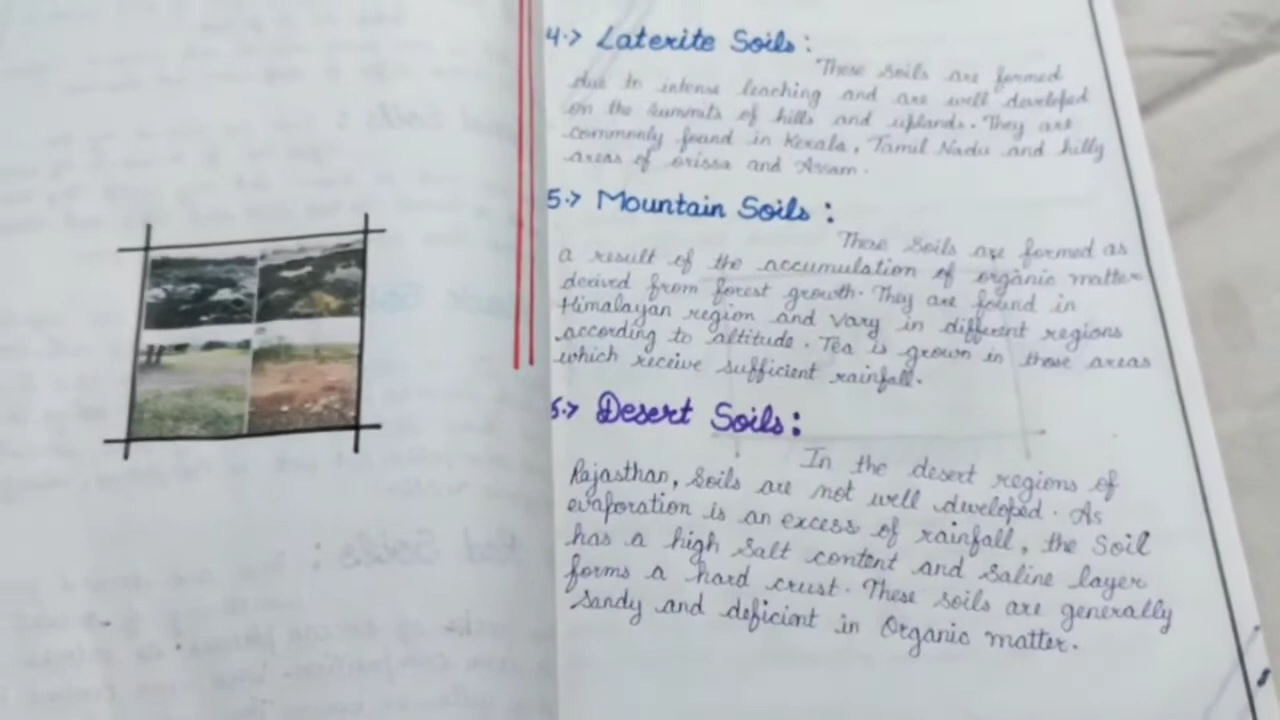 4.> Laterite Soils:
These Soils are formed
due to intense leaching and are well developed
on the summits of hills and uplands. They are
commonly found in Kerala, Tamil Nadu and hilly
areas of orissa and Assam.
5.> Mountain Soils:
These Soils are formed as
a result of the accumulation of organic matter
derived from forest growth. They are found in
Himalayan region and vary in different regions
according to altitude. Tea is grown in those areas
which receive sufficient rainfall.
6.> Desert Soils:
In the desert regions of
Rajasthan, Soils are not well developed. As
evaporation is an excess of rainfall, the Soil
has a high Salt content and Saline layer
forms a hard crust. These soils are generally
Sandy and deficient in Organic matter.